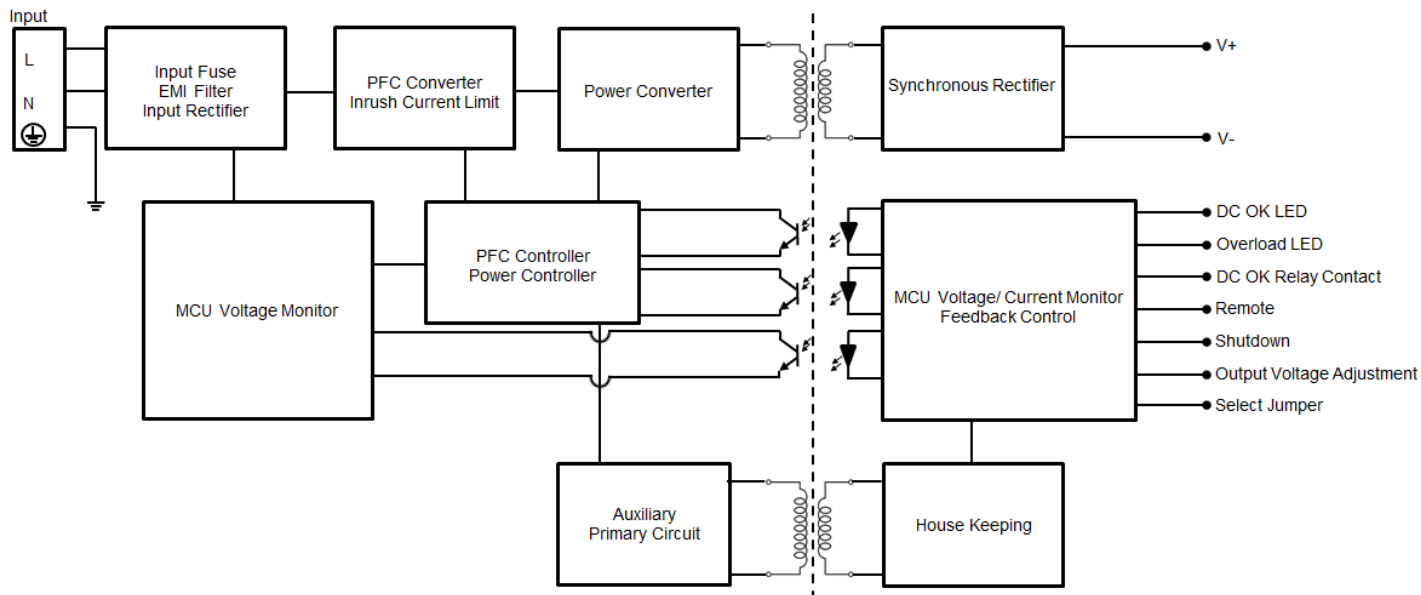 Input
L
N
Input Fuse
EMI Filter
Input Rectifier
PFC Converter
Inrush Current Limit
Power Converter
Synchronous Rectifier
V+
V-
MCU Voltage Monitor
PFC Controller
Power Controller
MCU Voltage/ Current Monitor
Feedback Control
DC OK LED
Overload LED
DC OK Relay Contact
Remote
Shutdown
Output Voltage Adjustment
Select Jumper
Auxiliary
Primary Circuit
House Keeping